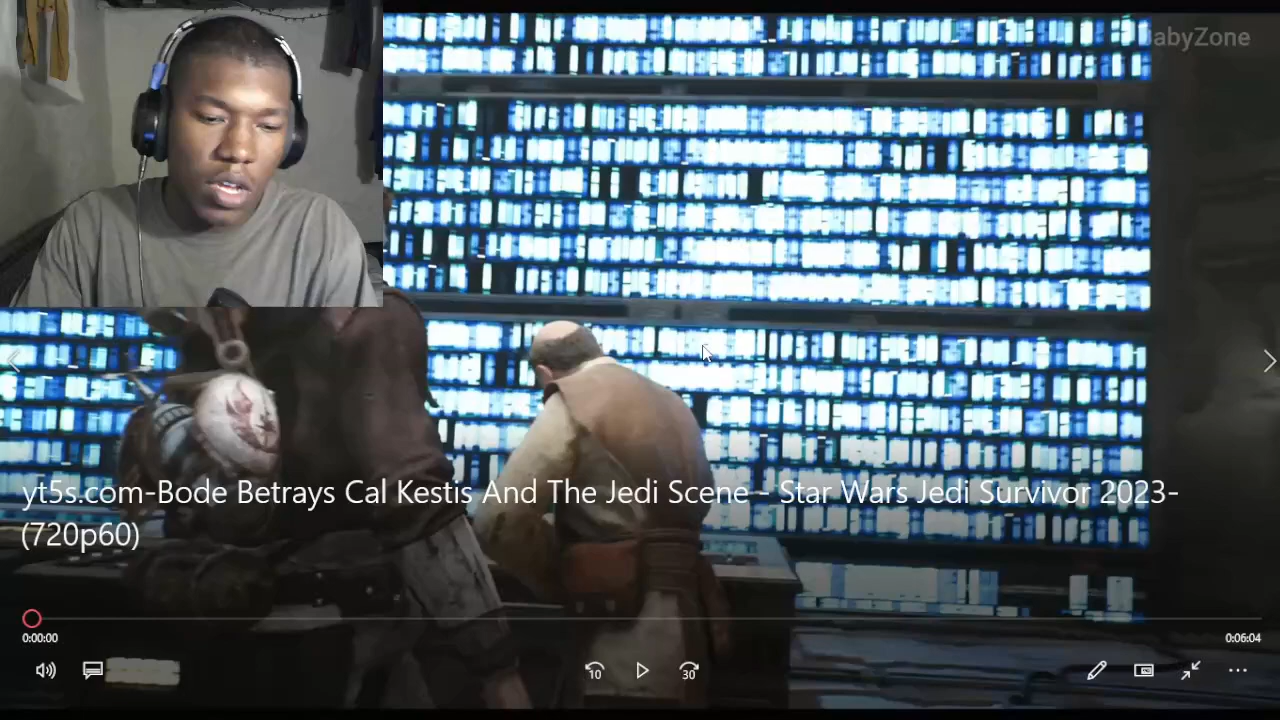 abyZone
yt5s.com-Bode Betrays Cal Kestis And The Jedi Scene - Star Wars Jedi Survivor 2023-
(720p60)
0:00:00
0:06:04
10
30